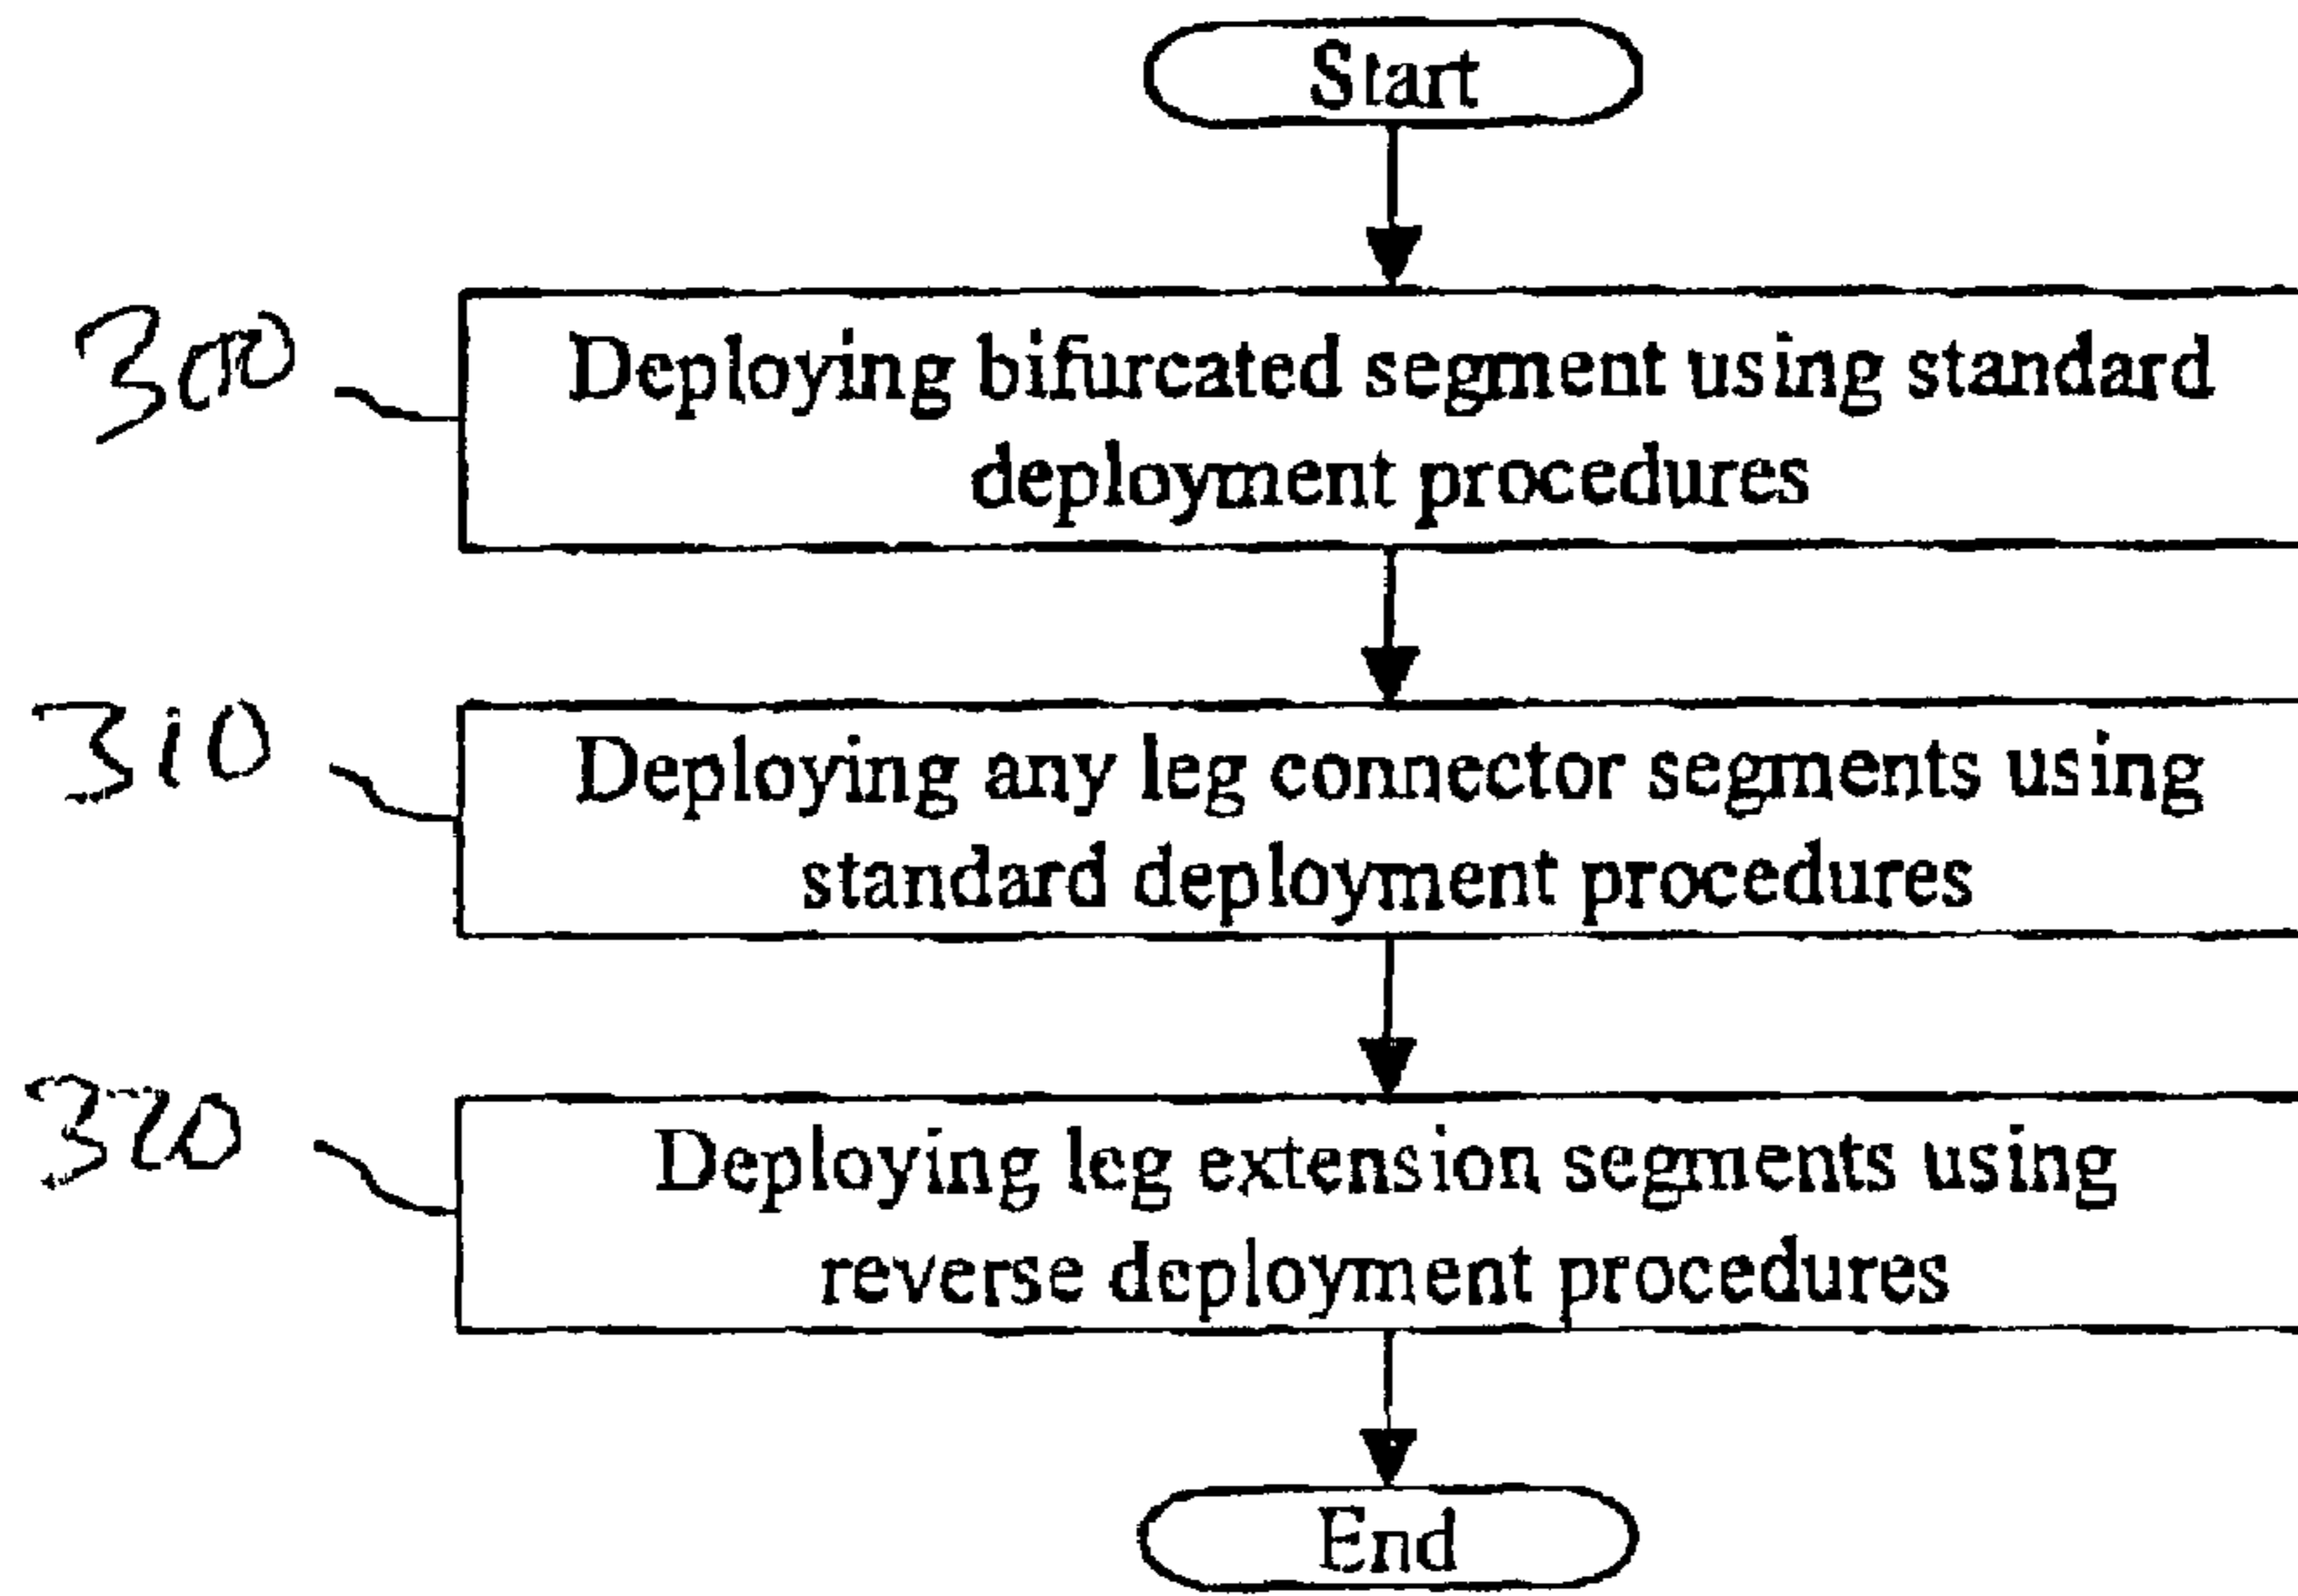 Start
300
Deploying bifurcated segment using standard
deployment procedures
310
Deploying any leg connector segments using
standard deployment procedures
320
Deploying leg extension segments using
reverse deployment procedures
End